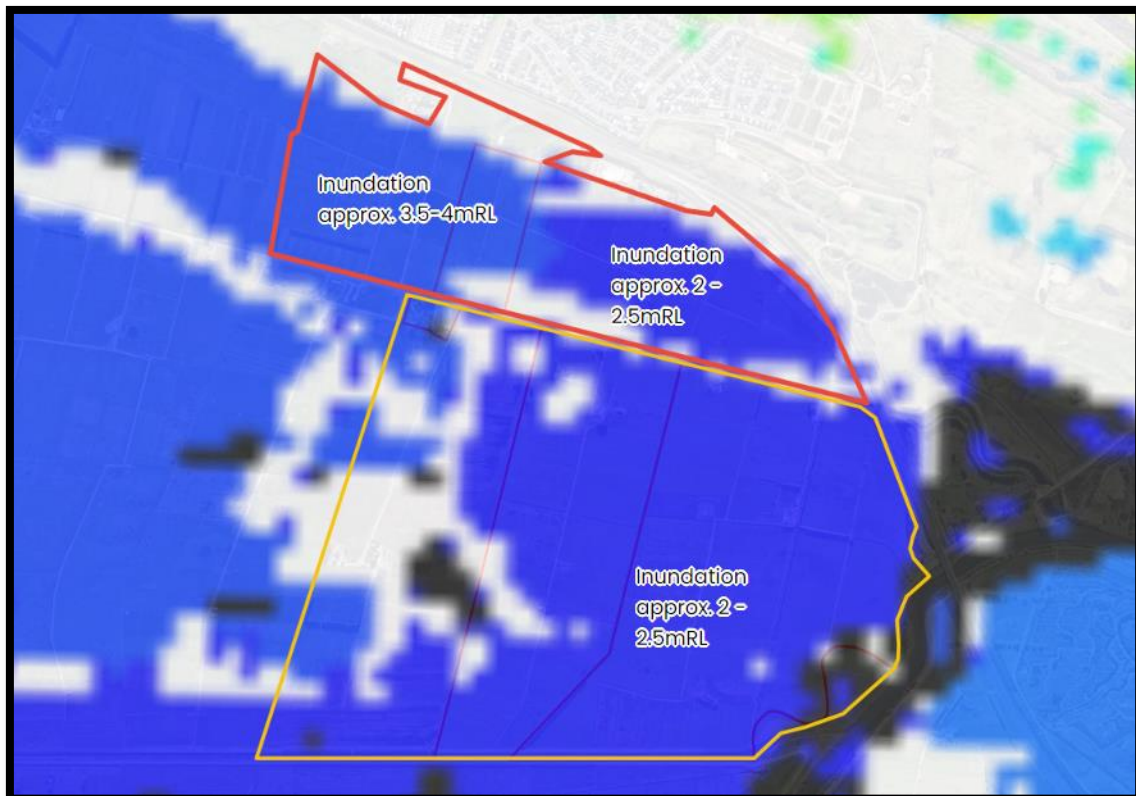 Inundation
approx. 3.5-4mRL
Inundation
approx. 2 -
2.5mRL
Inundation
approx. 2 -
2.5mRL